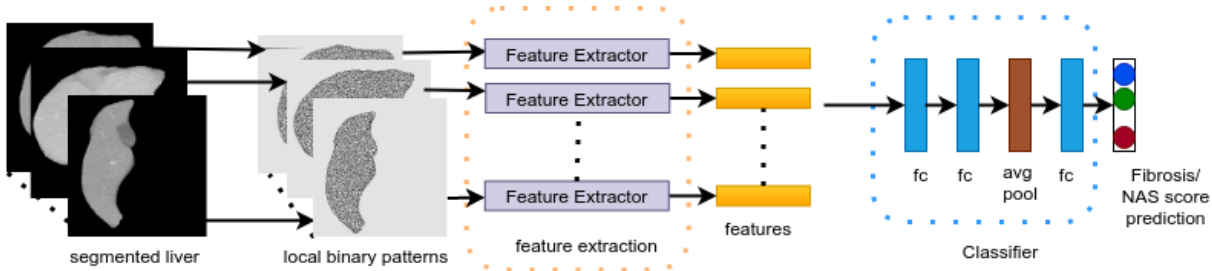 Feature Extractor
Feature Extractor
Feature Extractor
segmented liver
local binary patterns
feature extraction
features
fc
fc
avg
pool
fc
Classifier
Fibrosis/
NAS score
prediction